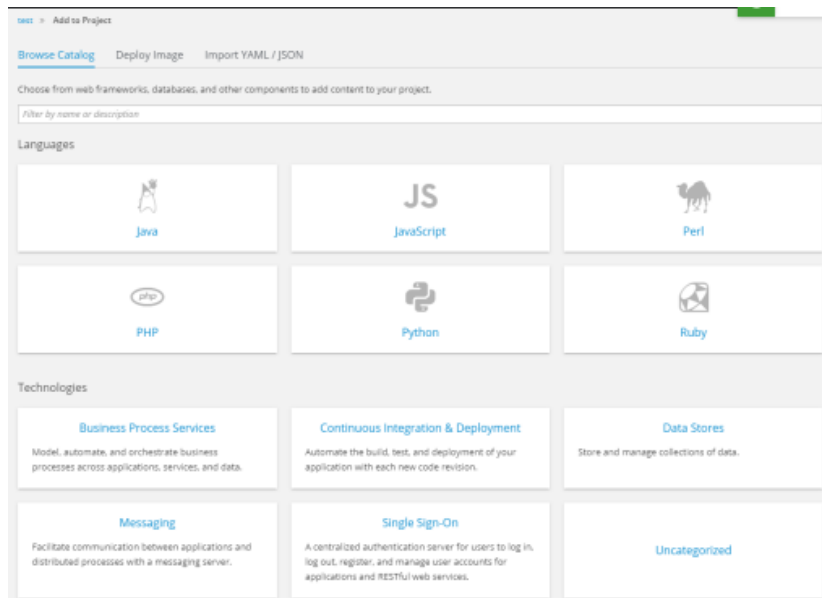 test » Add to Project
Browse Catalog Deploy Image Import YAML / JSON
Choose from web frameworks, databases, and other components to add content to your project.
Filter by name or description
Languages
JS
Java JavaScript Perl
php
PHP Python Ruby
Technologies
Business Process Services
Model, automate, and orchestrate business
processes across applications, services, and data.
Continuous Integration & Deployment
Automate the build, test, and deployment of your
application with each new code revision.
Data Stores
Store and manage collections of data.
Messaging
Facilitate communication between applications and
distributed processes with a messaging server.
Single Sign-On
A centralized authentication server for users to log in,
log out, register, and manage user accounts for
applications and RESTful web services.
Uncategorized